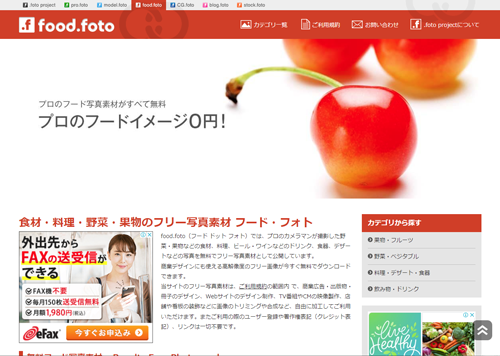 .foto project
pro.foto
model.foto
food.foto
CG.foto
blog.foto
stock.foto
.f food.foto
カテゴリ一覧
ご利用規約
お問い合わせ
.foto projectについて
プロのフード写真素材がすべて無料
プロのフードイメージ0円！
食材・料理・野菜・果物のフリー写真素材 フード・フォト
外出先から
FAXの送受信が
できる
FAX機不要
毎月150枚送受信無料
月額1,980円(税込)
eFax
今すぐお申込み
food.foto（フード ドット フォト）では、プロのカメラマンが撮影した野
菜・果物などの食材、料理、ビール・ワインなどのドリンク、食器、デザー
トなどの写真を無料でフリー写真素材として公開しています。
商業デザインにも使える高解像度のフリー画像が今すぐ無料でダウンロード
できます。
当サイトのフリー写真素材は、ご利用規約の範囲内で、商業広告・出版物・
冊子のデザイン、Webサイトのデザイン制作、TV番組やCMの映像製作、店
舗や看板の装飾などに画像のトリミングや合成など、自由に加工してご利用
いただけます。またご利用の際のユーザー登録や著作権表記（クレジット表
記）、リンクは一切不要です。
カテゴリから探す
果物・フルーツ
野菜・ベジタブル
料理・デザート・食器
飲み物・ドリンク
Live
Healthy